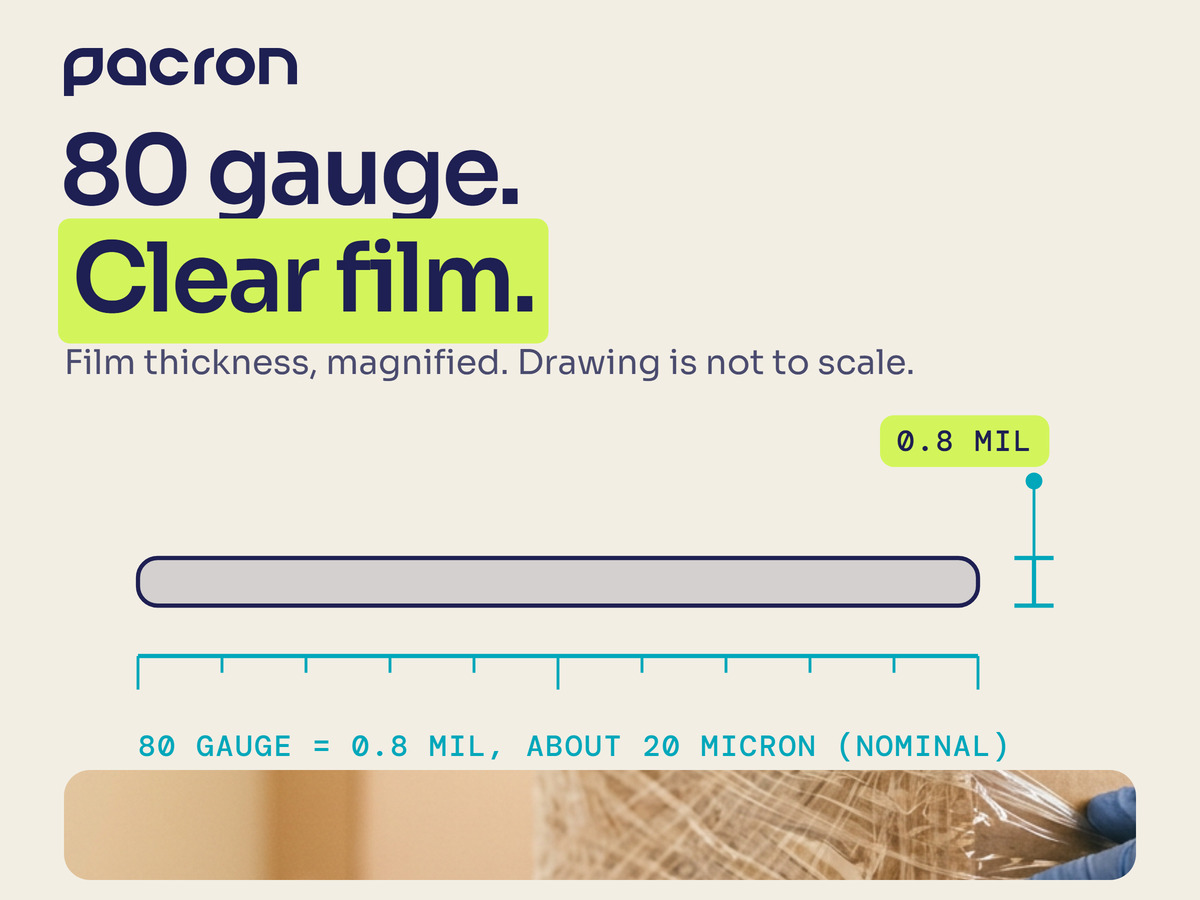 pacron
80 gauge.
Clear film.
Film thickness, magnified. Drawing is not to scale.
0.8 MIL
80 GAUGE = 0.8 MIL, ABOUT 20 MICRON (NOMINAL)